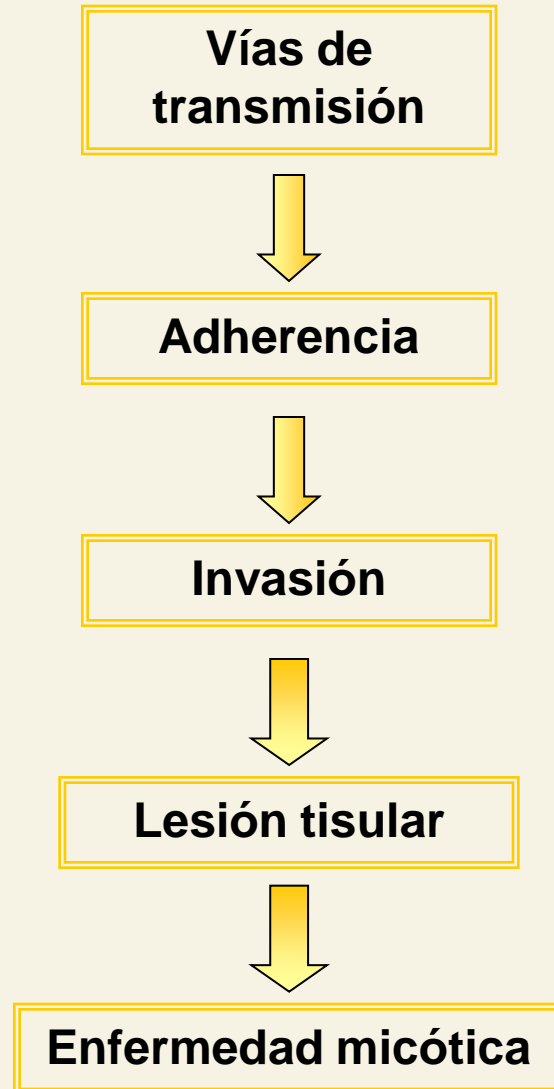 Vías de
transmisión
Adherencia
Invasión
Lesión tisular
Enfermedad micótica